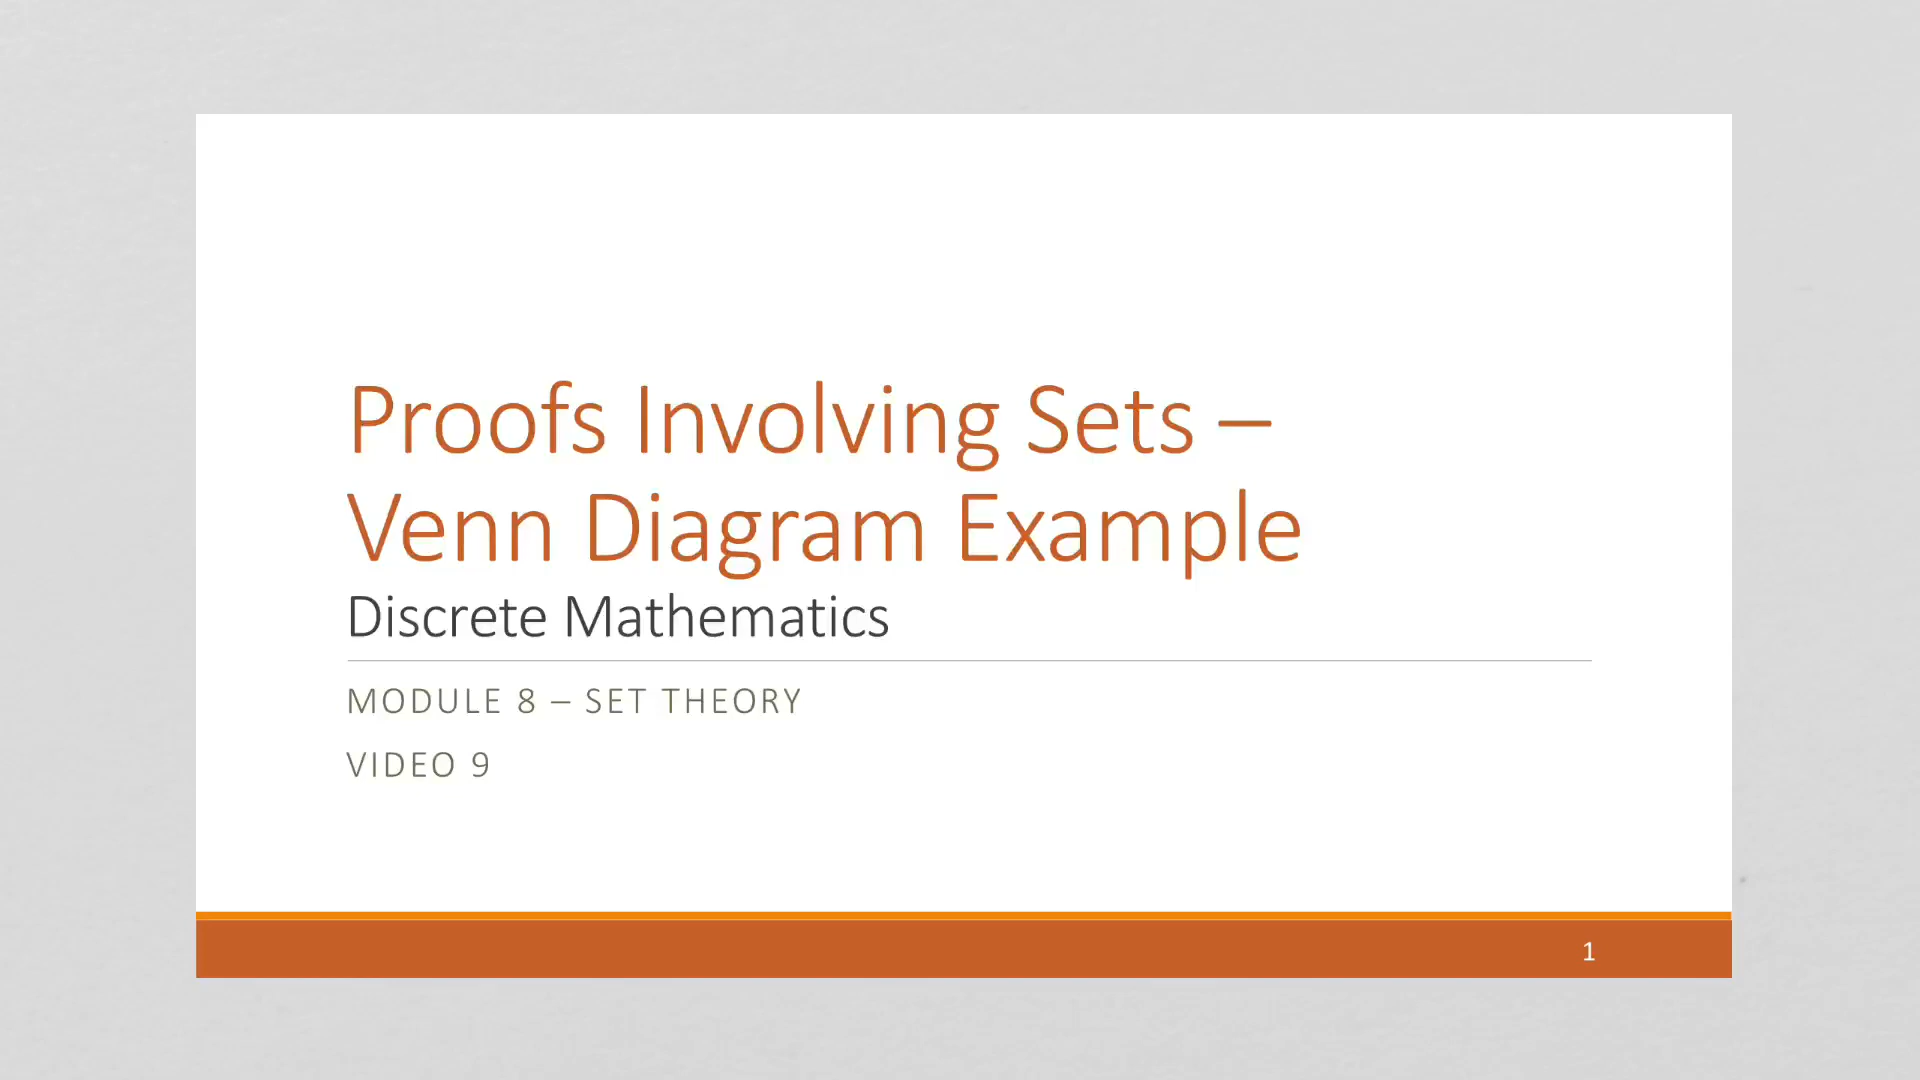 Proofs Involving Sets –
Venn Diagram Example
Discrete Mathematics
MODULE 8 – SET THEORY
VIDEO 9
1